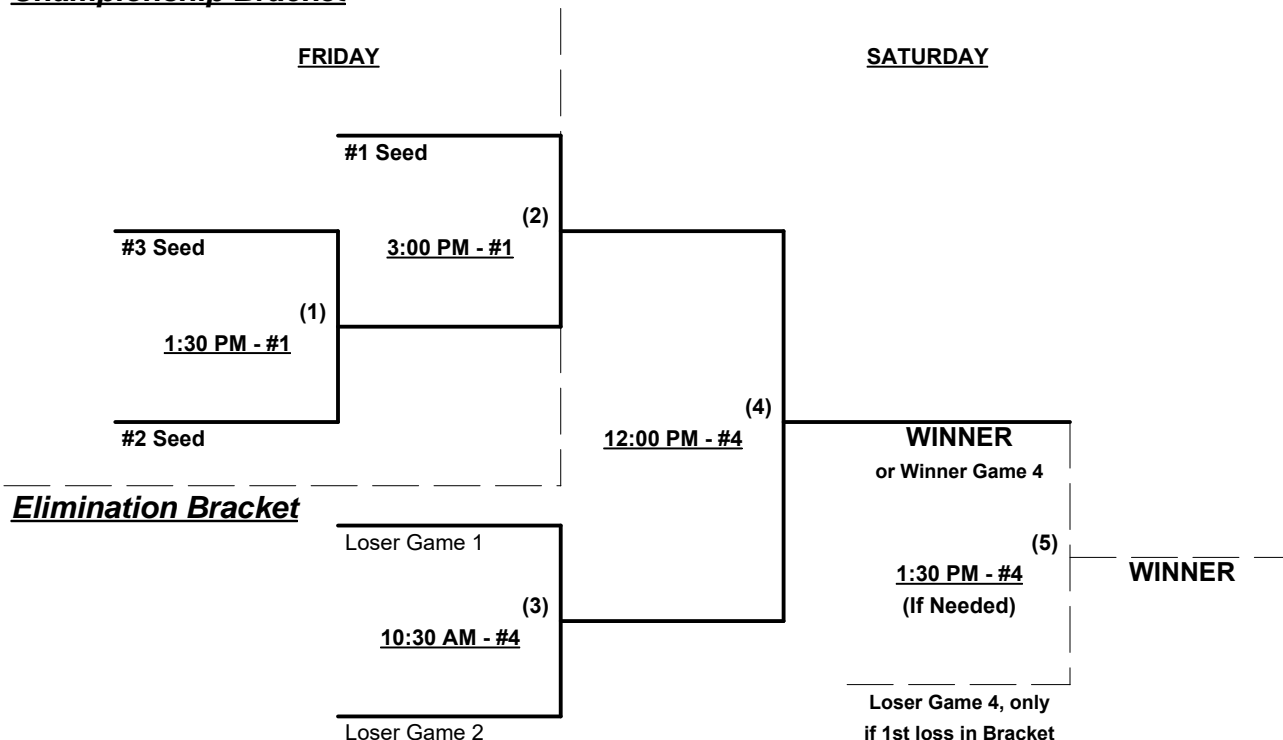 Championship Bracket
FRIDAY
SATURDAY
#1 Seed
(2)
3:00 PM - #1
#3 Seed
(1)
1:30 PM - #1
#2 Seed
(4)
12:00 PM - #4
WINNER
or Winner Game 4
Elimination Bracket
Loser Game 1
(3)
10:30 AM - #4
Loser Game 2
(5)
1:30 PM - #4
(If Needed)
WINNER
Loser Game 4, only
if 1st loss in Bracket